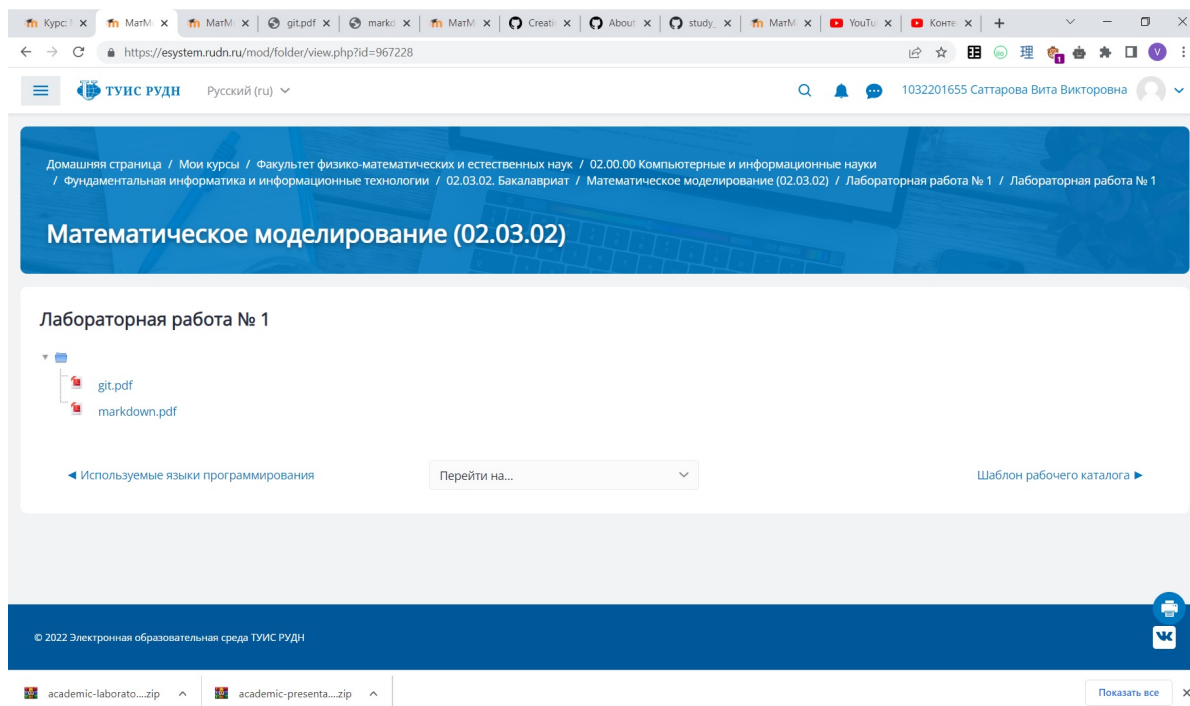 Курс: М МатМо МатМо git.pdf markd МатМ Creatin About study_ МатМ YouTu Конте
https://esystem.rudn.ru/mod/folder/view.php?id=967228
ТУИС РУДН Русский (ru) 1032201655 Саттарова Вита Викторовна
Домашняя страница / Мои курсы / Факультет физико-математических и естественных наук / 02.00.00 Компьютерные и информационные науки
/ Фундаментальная информатика и информационные технологии / 02.03.02. Бакалавриат / Математическое моделирование (02.03.02) / Лабораторная работа № 1 / Лабораторная работа № 1
Математическое моделирование (02.03.02)
Лабораторная работа № 1
git.pdf
markdown.pdf
◄ Используемые языки программирования Перейти на... Шаблон рабочего каталога ►
© 2022 Электронная образовательная среда ТУИС РУДН
academic-laborato....zip academic-presenta....zip Показать все